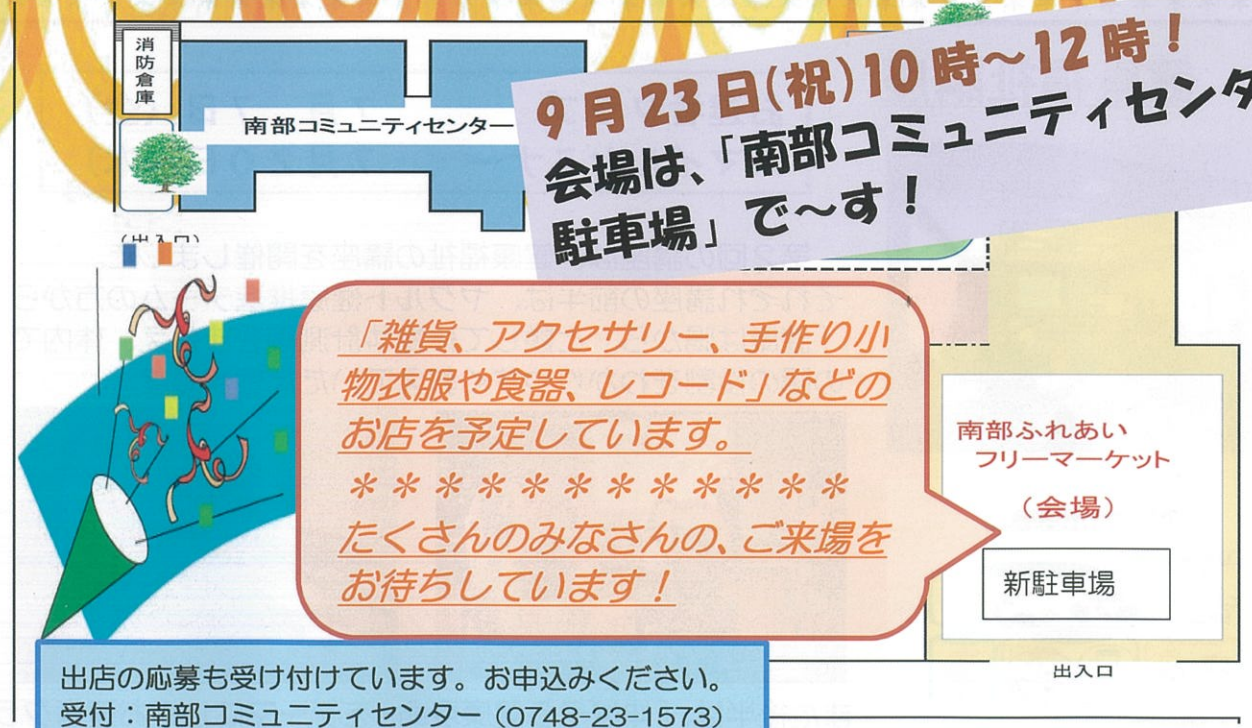 消防倉庫
南部コミュニティセンター
9月23日(祝)10時～12時！
会場は、「南部コミュニティセンタ
駐車場」で～す！
(出入口)
「雑貨、アクセサリー、手作り小
物衣服や食器、レコード」などの
お店を予定しています。
＊＊＊＊＊＊＊＊＊＊＊＊
たくさんのみなさんの、ご来場を
お待ちしています！
南部ふれあい
フリーマーケット
（会場）
新駐車場
出入口
出店の応募も受け付けています。お申込みください。
受付：南部コミュニティセンター（0748-23-1573）